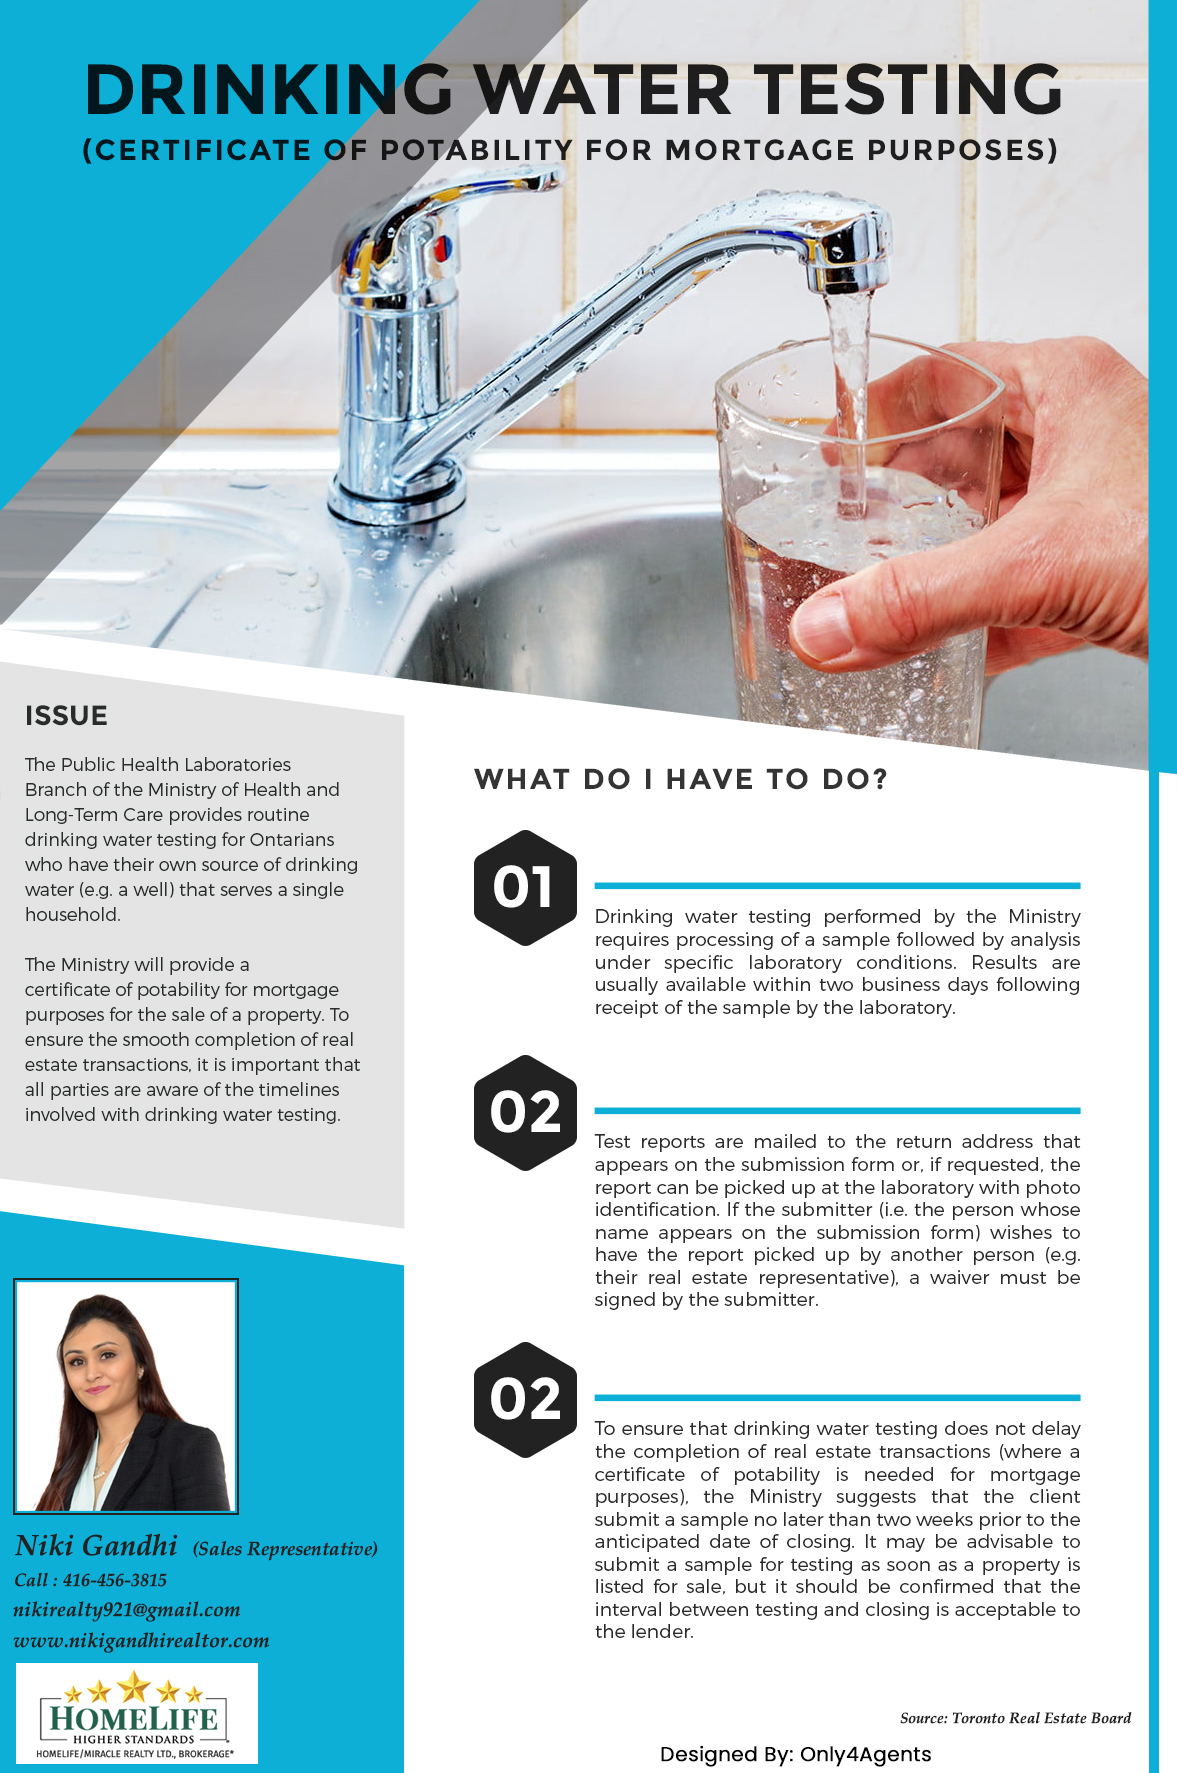 DRINKING WATER TESTING
(CERTIFICATE OF POTABILITY FOR MORTGAGE PURPOSES)
ISSUE
The Public Health Laboratories
Branch of the Ministry of Health and
Long-Term Care provides routine
drinking water testing for Ontarians
who have their own source of drinking
water (e.g. a well) that serves a single
household.
The Ministry will provide a
certificate of potability for mortgage
purposes for the sale of a property. To
ensure the smooth completion of real
estate transactions, it is important that
all parties are aware of the timelines
involved with drinking water testing.
WHAT DO I HAVE TO DO?
01
Drinking water testing performed by the Ministry
requires processing of a sample followed by analysis
under specific laboratory conditions. Results are
usually available within two business days following
receipt of the sample by the laboratory.
02
Test reports are mailed to the return address that
appears on the submission form or, if requested, the
report can be picked up at the laboratory with photo
identification. If the submitter (i.e. the person whose
name appears on the submission form) wishes to
have the report picked up by another person (e.g.
their real estate representative), a waiver must be
signed by the submitter.
02
To ensure that drinking water testing does not delay
the completion of real estate transactions (where a
certificate of potability is needed for mortgage
purposes), the Ministry suggests that the client
submit a sample no later than two weeks prior to the
anticipated date of closing. It may be advisable to
submit a sample for testing as soon as a property is
listed for sale, but it should be confirmed that the
interval between testing and closing is acceptable to
the lender.
Niki Gandhi (Sales Representative)
Call : 416-456-3815
nikirealty921@gmail.com
www.nikigandhirealtor.com
HOMELIFE
HIGHER STANDARDS
HOMELIFE/MIRACLE REALTY LTD., BROKERAGE*
Source: Toronto Real Estate Board
Designed By: Only4Agents